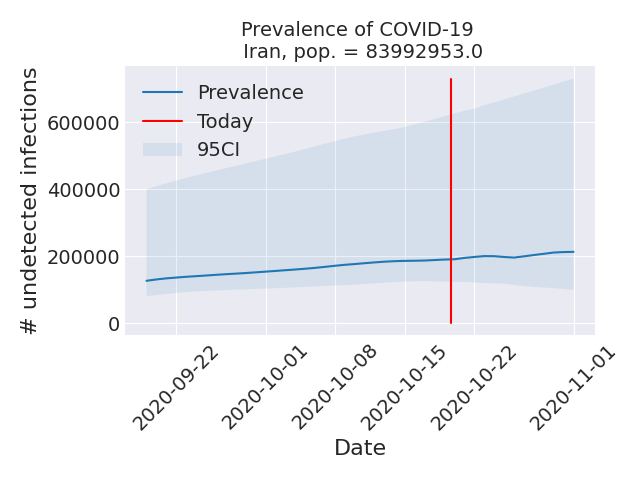 Prevalence of COVID-19
Iran, pop. = 83992953.0
# undetected infections
600000
400000
200000
0
Prevalence
Today
95CI
2020-09-22
2020-10-01
2020-10-08
2020-10-15
2020-10-22
2020-11-01
Date